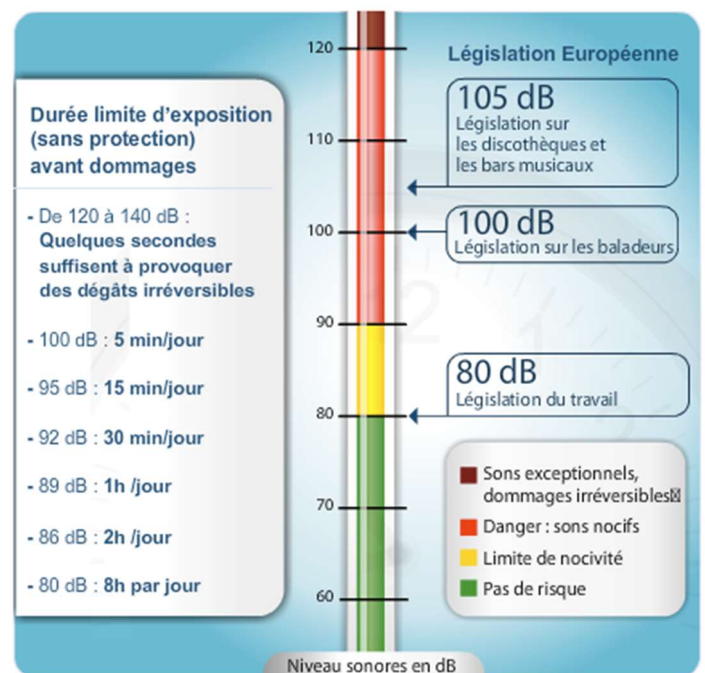 Durée limite d'exposition
(sans protection)
avant dommages
- De 120 à 140 dB :
Quelques secondes
suffisent à provoquer
des dégâts irréversibles
- 100 dB : 5 min/jour
- 95 dB : 15 min/jour
- 92 dB : 30 min/jour
- 89 dB : 1h /jour
- 86 dB : 2h /jour
- 80 dB : 8h par jour
120
110
100
90
80
70
60
Niveau sonores en dB
Législation Européenne
105 dB
Législation sur
les discothèques et
les bars musicaux
100 dB
Législation sur les baladeurs
80 dB
Législation du travail
Sons exceptionnels,
dommages irréversibles
Danger : sons nocifs
Limite de nocivité
Pas de risque